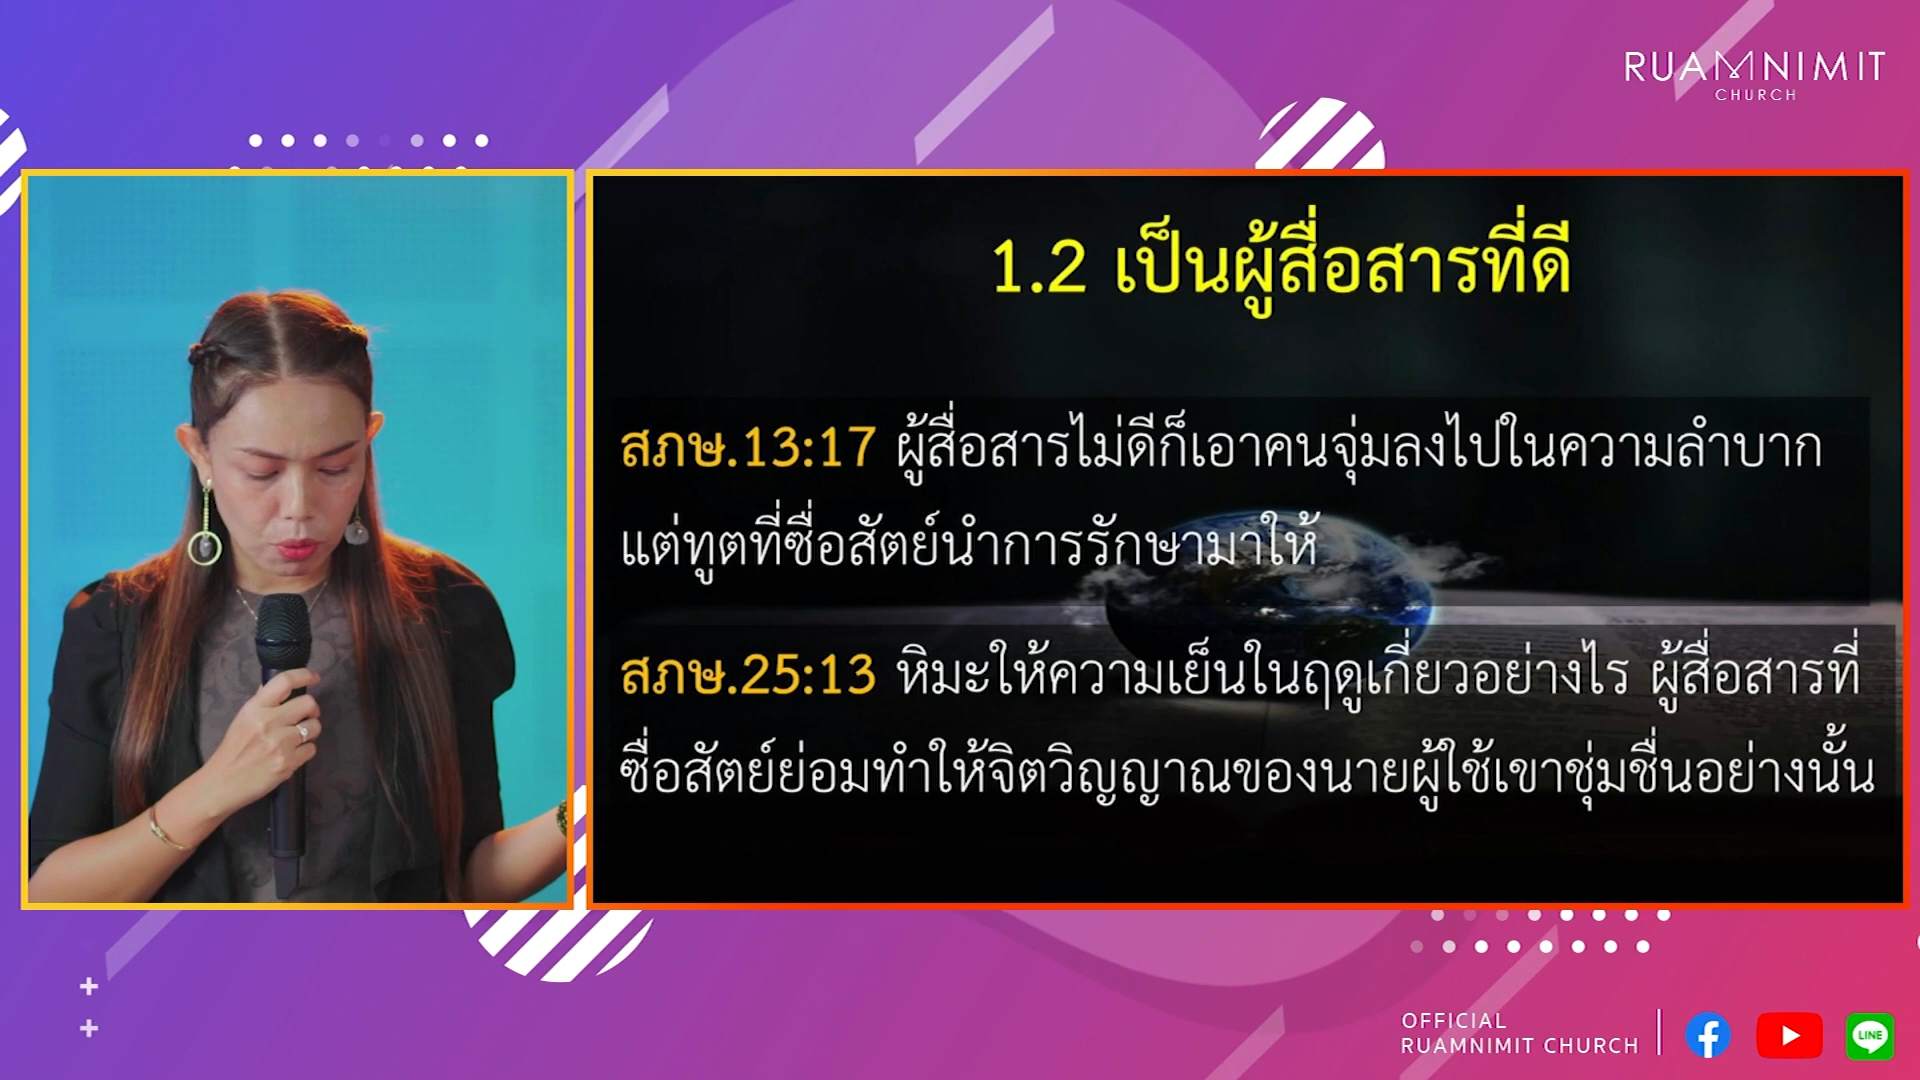 RUAMNIMIT
CHURCH
1.2 เป็นผู้สื่อสารที่ดี
สภษ.13:17 ผู้สื่อสารไม่ดีก็เอาคนจุ่มลงไปในความลำบาก
แต่ทูตที่ซื่อสัตย์นำการรักษามาให้
สภษ.25:13 หิมะให้ความเย็นในฤดูเกี่ยวอย่างไร ผู้สื่อสารที่
ซื่อสัตย์ย่อมทำให้จิตวิญญาณของนายผู้ใช้เขาชุ่มชื่นอย่างนั้น
OFFICIAL
RUAMNIMIT CHURCH
LINE